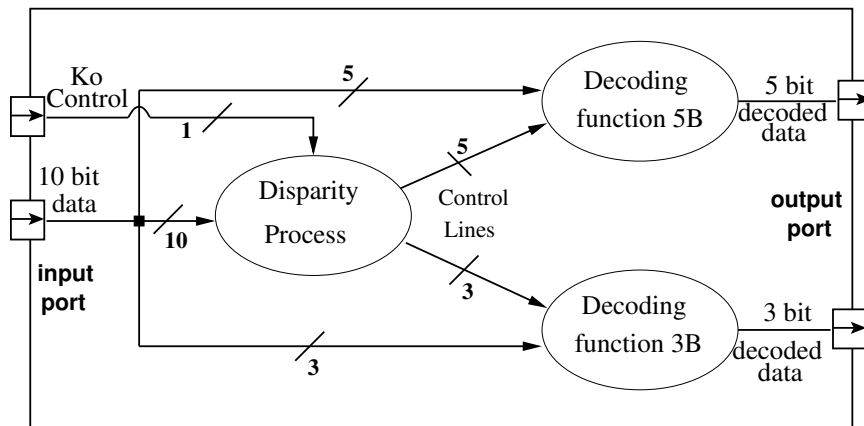 Ko
Control
1
5
Decoding
function 5B
5 bit
decoded
data
10 bit
data
10
Disparity
Process
5
Control
Lines
3
input
port
output
port
3
Decoding
function 3B
3 bit
decoded
data